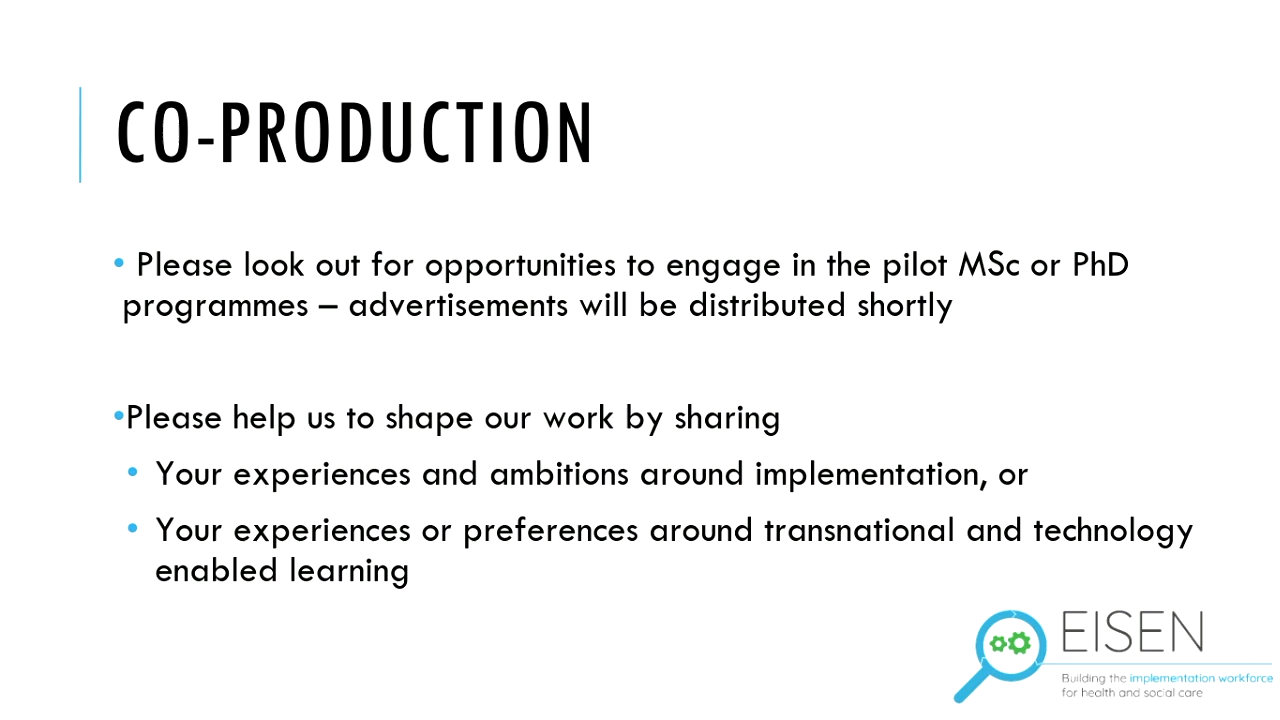 CO-PRODUCTION
• Please look out for opportunities to engage in the pilot MSc or PhD
programmes – advertisements will be distributed shortly
•Please help us to shape our work by sharing
• Your experiences and ambitions around implementation, or
• Your experiences or preferences around transnational and technology
enabled learning
EISEN
Building the implementation workforce
for health and social care